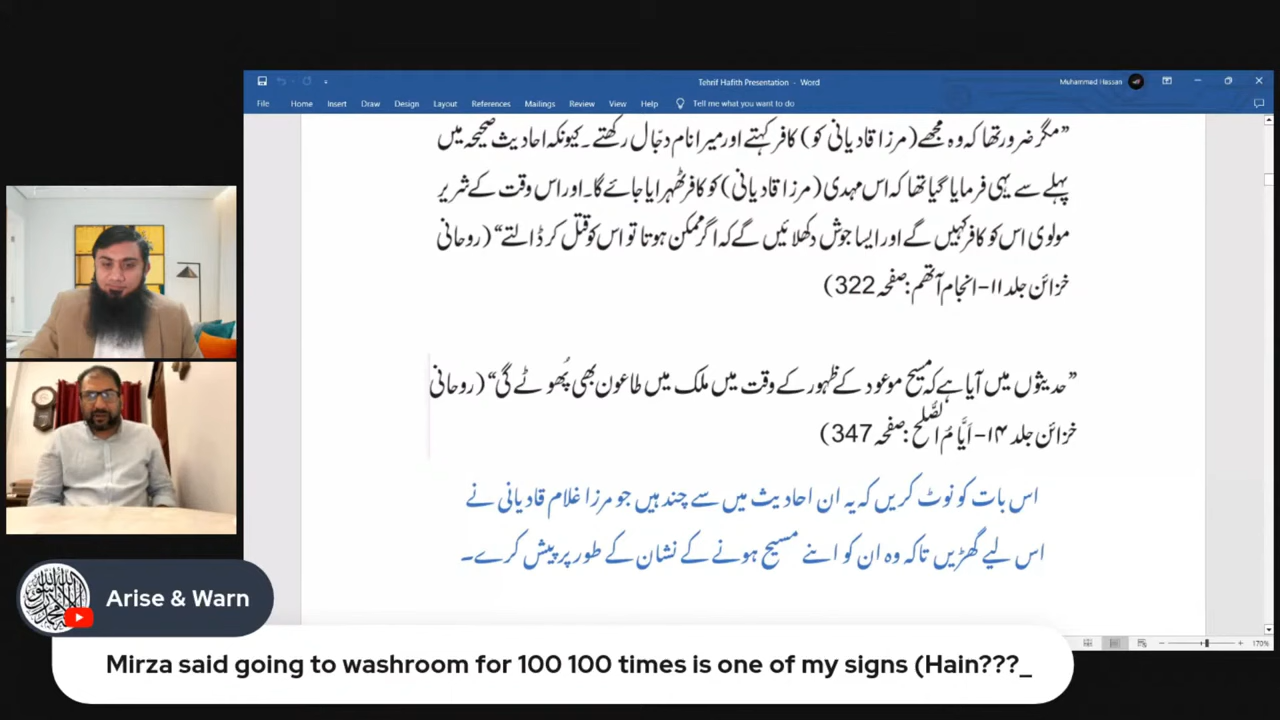 Tehrif Hafith Presentation - Word
Muhammed Hassan
File Home Insert Draw Design Layout References Mailings Review View Help Tell me what you want to do
”مگر ضرور تھا کہ وہ مجھے (مرزا قادیانی کو) کافر کہتے اور میرا نام دجّال رکھتے۔ کیونکہ احادیث صحیحہ میں
پہلے سے یہی فرمایا گیا تھا کہ اس مہدی (مرزا قادیانی) کو کافر ٹھہرایا جائے گا۔ اور اس وقت کے شریر
مولوی اس کو کافر کہیں گے اور ایسا جوش دکھلائیں گے کہ اگر ممکن ہوتا تو اس کو قتل کر ڈالتے“ (روحانی
خزائن جلد ۱۱- انجام آتھم: صفحہ 322)
”حدیثوں میں آیا ہے کہ مسیح موعود کے ظہور کے وقت میں ملک میں طاعون بھی پُھوٹے گی“ (روحانی
خزائن جلد ۱۴- اَیَّامُ الصُّلح: صفحہ 347)
اس بات کو نوٹ کریں کہ یہ ان احادیث میں سے چند ہیں جو مرزا غلام قادیانی نے
اس لیے گھڑیں تاکہ وہ ان کو اپنے مسیح ہونے کے نشان کے طور پر پیش کرے۔
170%
Arise & Warn
Mirza said going to washroom for 100 100 times is one of my signs (Hain???_